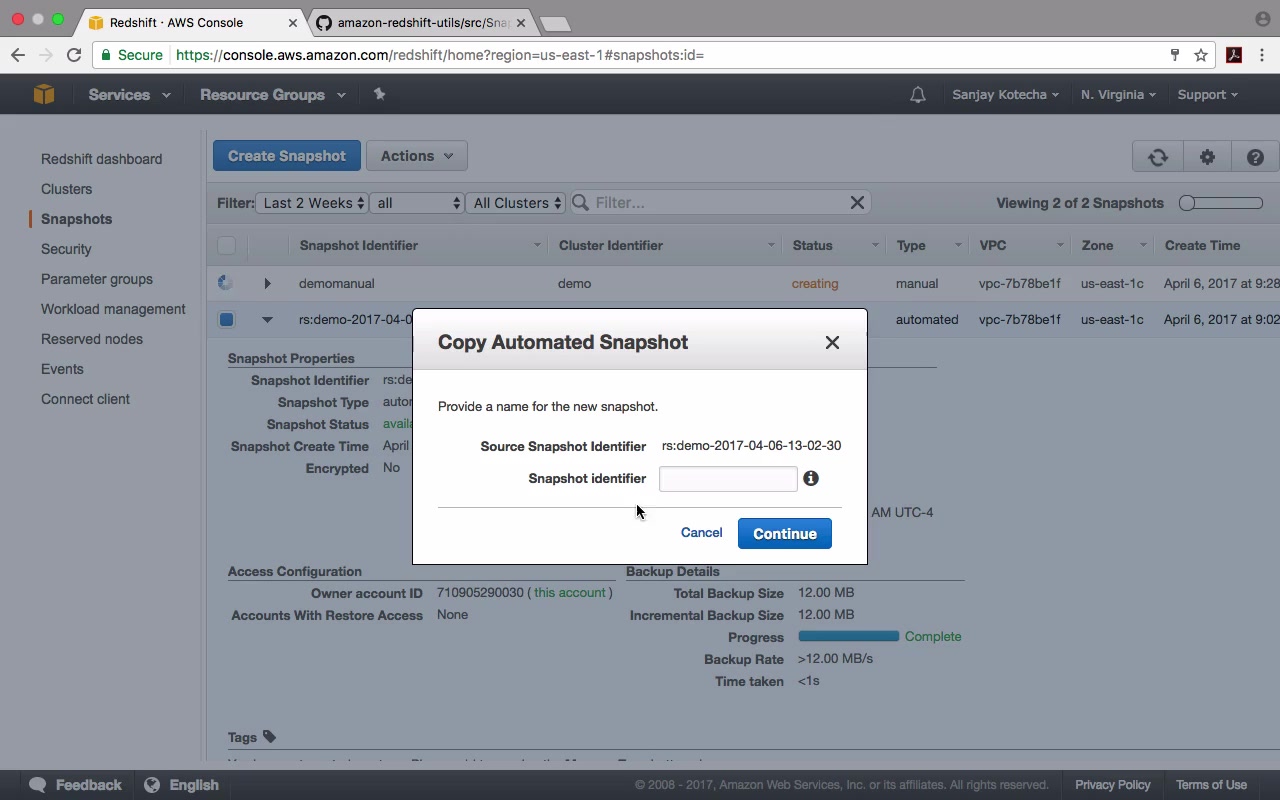 Redshift · AWS Console
amazon-redshift-utils/src/Sna
Secure https://console.aws.amazon.com/redshift/home?region=us-east-1#snapshots:id=
Services Resource Groups Sanjay Kotecha N. Virginia Support
Redshift dashboard
Clusters
Snapshots
Security
Parameter groups
Workload management
Reserved nodes
Events
Connect client
Create Snapshot Actions
Filter: Last 2 Weeks all All Clusters Filter... Viewing 2 of 2 Snapshots
Snapshot Identifier Cluster Identifier Status Type VPC Zone Create Time
demomanual demo creating manual vpc-7b78be1f us-east-1c April 6, 2017 at 9:28
rs:demo-2017-04-0 automated vpc-7b78be1f us-east-1c April 6, 2017 at 9:02
Snapshot Properties
Snapshot Identifier rs:de
Snapshot Type autor
Snapshot Status availa
Snapshot Create Time April
Encrypted No
AM UTC-4
Copy Automated Snapshot
Provide a name for the new snapshot.
Source Snapshot Identifier rs:demo-2017-04-06-13-02-30
Snapshot identifier
Cancel Continue
Access Configuration
Owner account ID 710905290030 ( this account )
Accounts With Restore Access None
Backup Details
Total Backup Size 12.00 MB
Incremental Backup Size 12.00 MB
Progress Complete
Backup Rate >12.00 MB/s
Time taken <1s
Tags
Feedback English © 2008 - 2017, Amazon Web Services, Inc. or its affiliates. All rights reserved. Privacy Policy Terms of Use